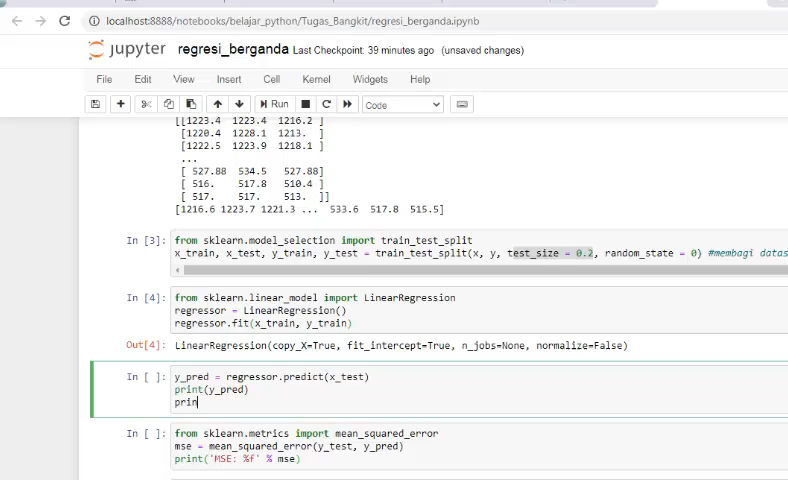 localhost:8888/notebooks/belajar_python/Tugas_Bangkit/regresi_berganda.ipynb
jupyter regresi_berganda Last Checkpoint: 39 minutes ago (unsaved changes)
File Edit View Insert Cell Kernel Widgets Help
Run Code
[[1223.4 1223.4 1216.2 ]
[1220.4 1228.1 1213. ]
[1222.5 1223.9 1218.1 ]
...
[ 527.88 534.5 527.88]
[ 516. 517.8 510.4 ]
[ 517. 517. 513. ]]
[1216.6 1223.7 1221.3 ... 533.6 517.8 515.5]
In [3]: from sklearn.model_selection import train_test_split
x_train, x_test, y_train, y_test = train_test_split(x, y, test_size = 0.2, random_state = 0) #membagi datas
In [4]: from sklearn.linear_model import LinearRegression
regressor = LinearRegression()
regressor.fit(x_train, y_train)
Out[4]: LinearRegression(copy_X=True, fit_intercept=True, n_jobs=None, normalize=False)
In [ ]: y_pred = regressor.predict(x_test)
print(y_pred)
prin
In [ ]: from sklearn.metrics import mean_squared_error
mse = mean_squared_error(y_test, y_pred)
print('MSE: %f' % mse)